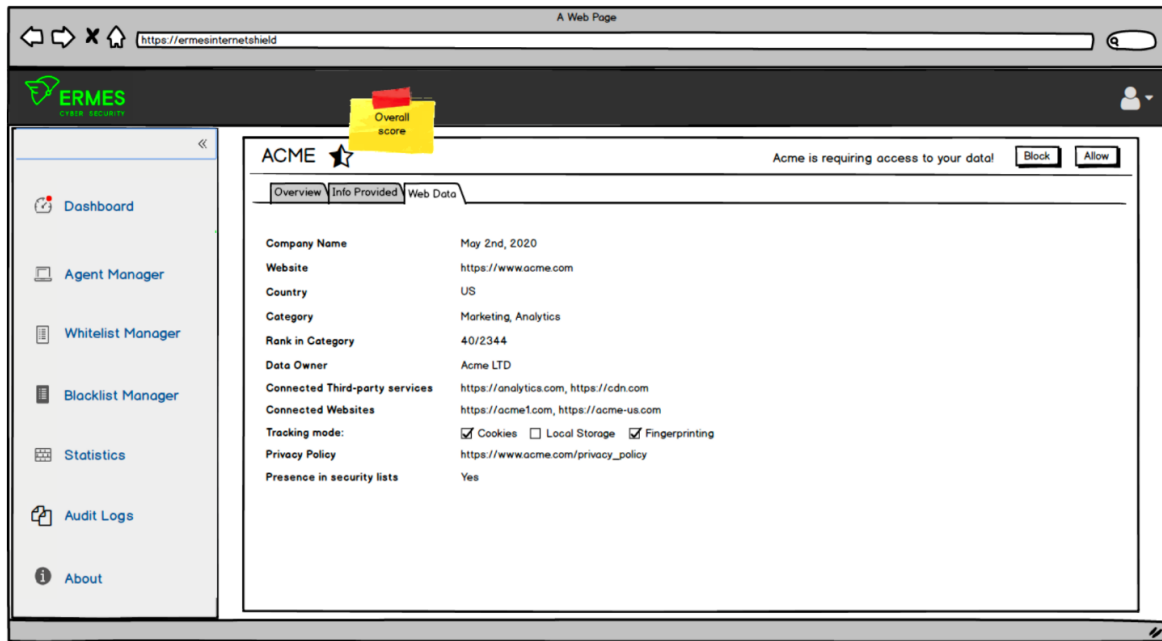 A Web Page
https://ermesinternetshield
ERMES
CYBER SECURITY
Overall
score
«
ACME
Acme is requiring access to your data!
Block
Allow
Overview
Info Provided
Web Data
Dashboard
Agent Manager
Whitelist Manager
Blacklist Manager
Statistics
Audit Logs
About
Company Name May 2nd, 2020
Website https://www.acme.com
Country US
Category Marketing, Analytics
Rank in Category 40/2344
Data Owner Acme LTD
Connected Third-party services https://analytics.com, https://cdn.com
Connected Websites https://acme1.com, https://acme-us.com
Tracking mode: Cookies Local Storage Fingerprinting
Privacy Policy https://www.acme.com/privacy_policy
Presence in security lists Yes